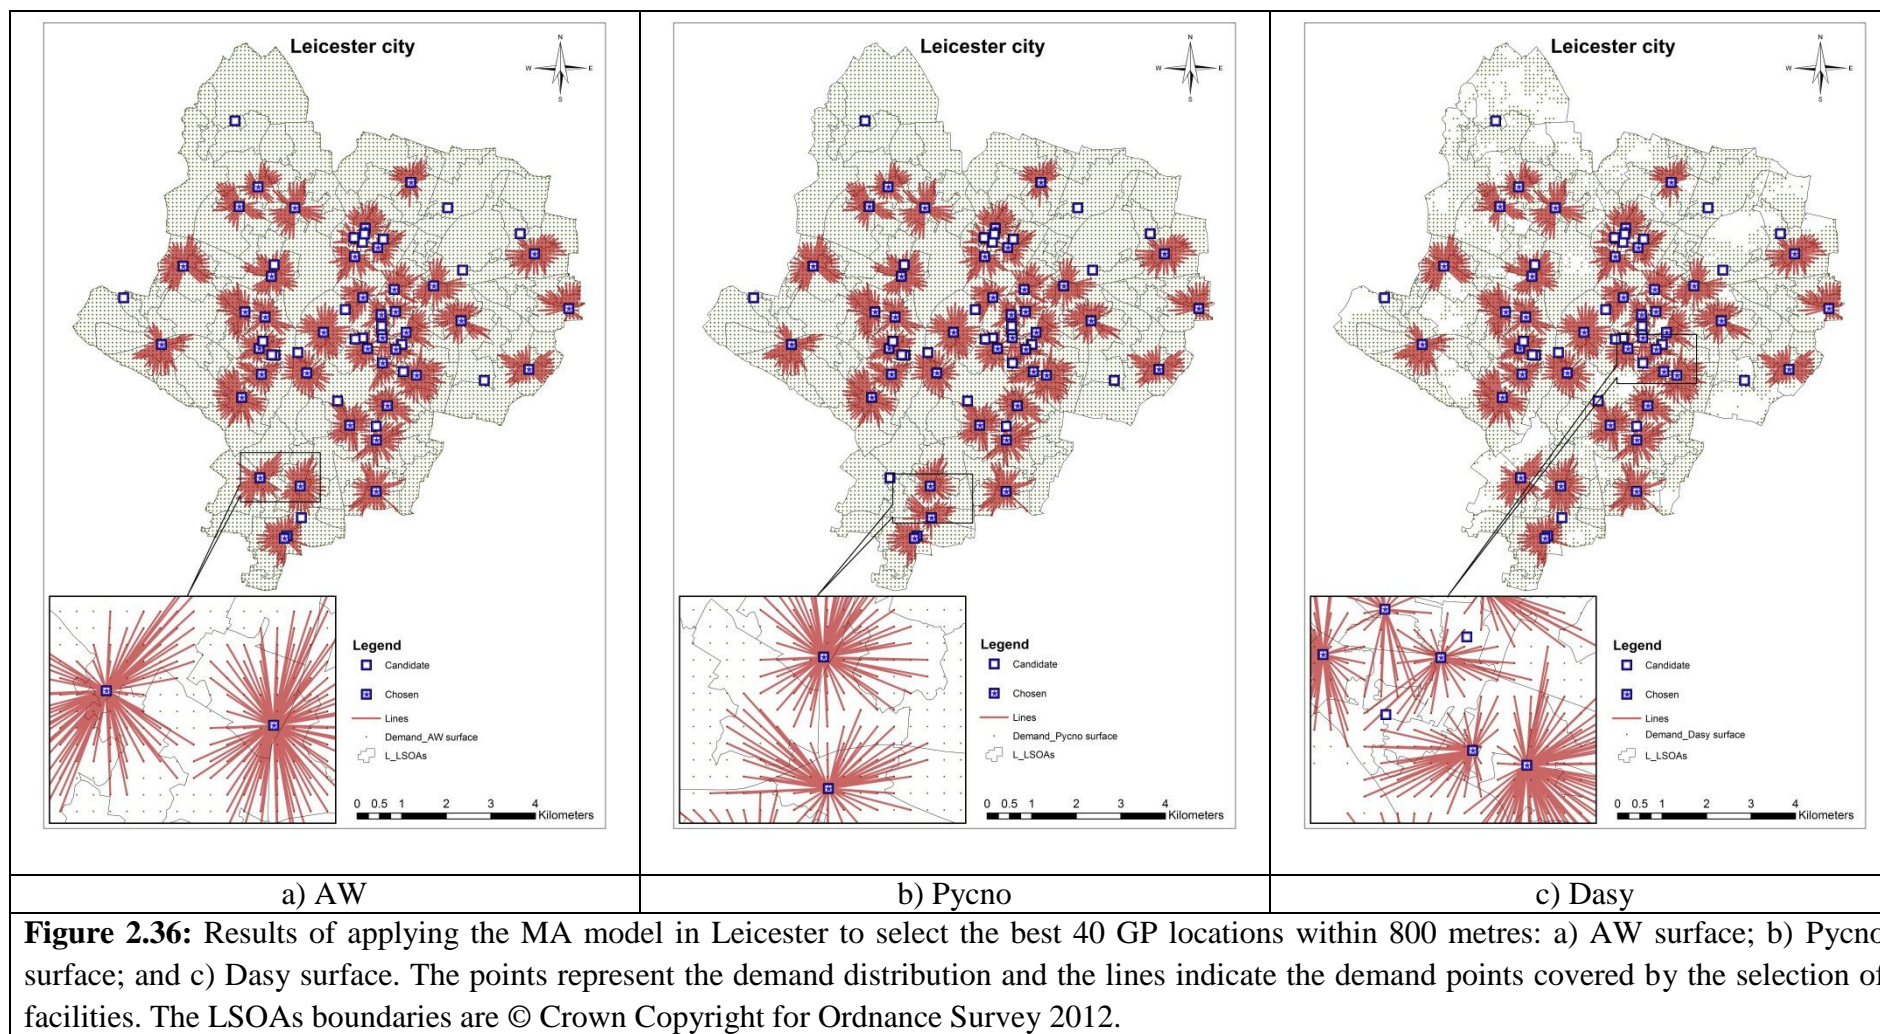 Leicester city
N
W
E
S
Legend
Candidate
Chosen
Lines
Demand_AW surface
L_LSOAs
0 0.5 1 2 3 4
Kilometers
Leicester city
N
W
E
S
Legend
Candidate
Chosen
Lines
Demand_Pycno surface
L_LSOAs
0 0.5 1 2 3 4
Kilometers
Leicester city
N
W
E
S
Legend
Candidate
Chosen
Lines
Demand_Dasy surface
L_LSOAs
0 0.5 1 2 3 4
Kilometers
a) AW
b) Pycno
c) Dasy
Figure 2.36: Results of applying the MA model in Leicester to select the best 40 GP locations within 800 metres: a) AW surface; b) Pycno
surface; and c) Dasy surface. The points represent the demand distribution and the lines indicate the demand points covered by the selection of
facilities. The LSOAs boundaries are © Crown Copyright for Ordnance Survey 2012.